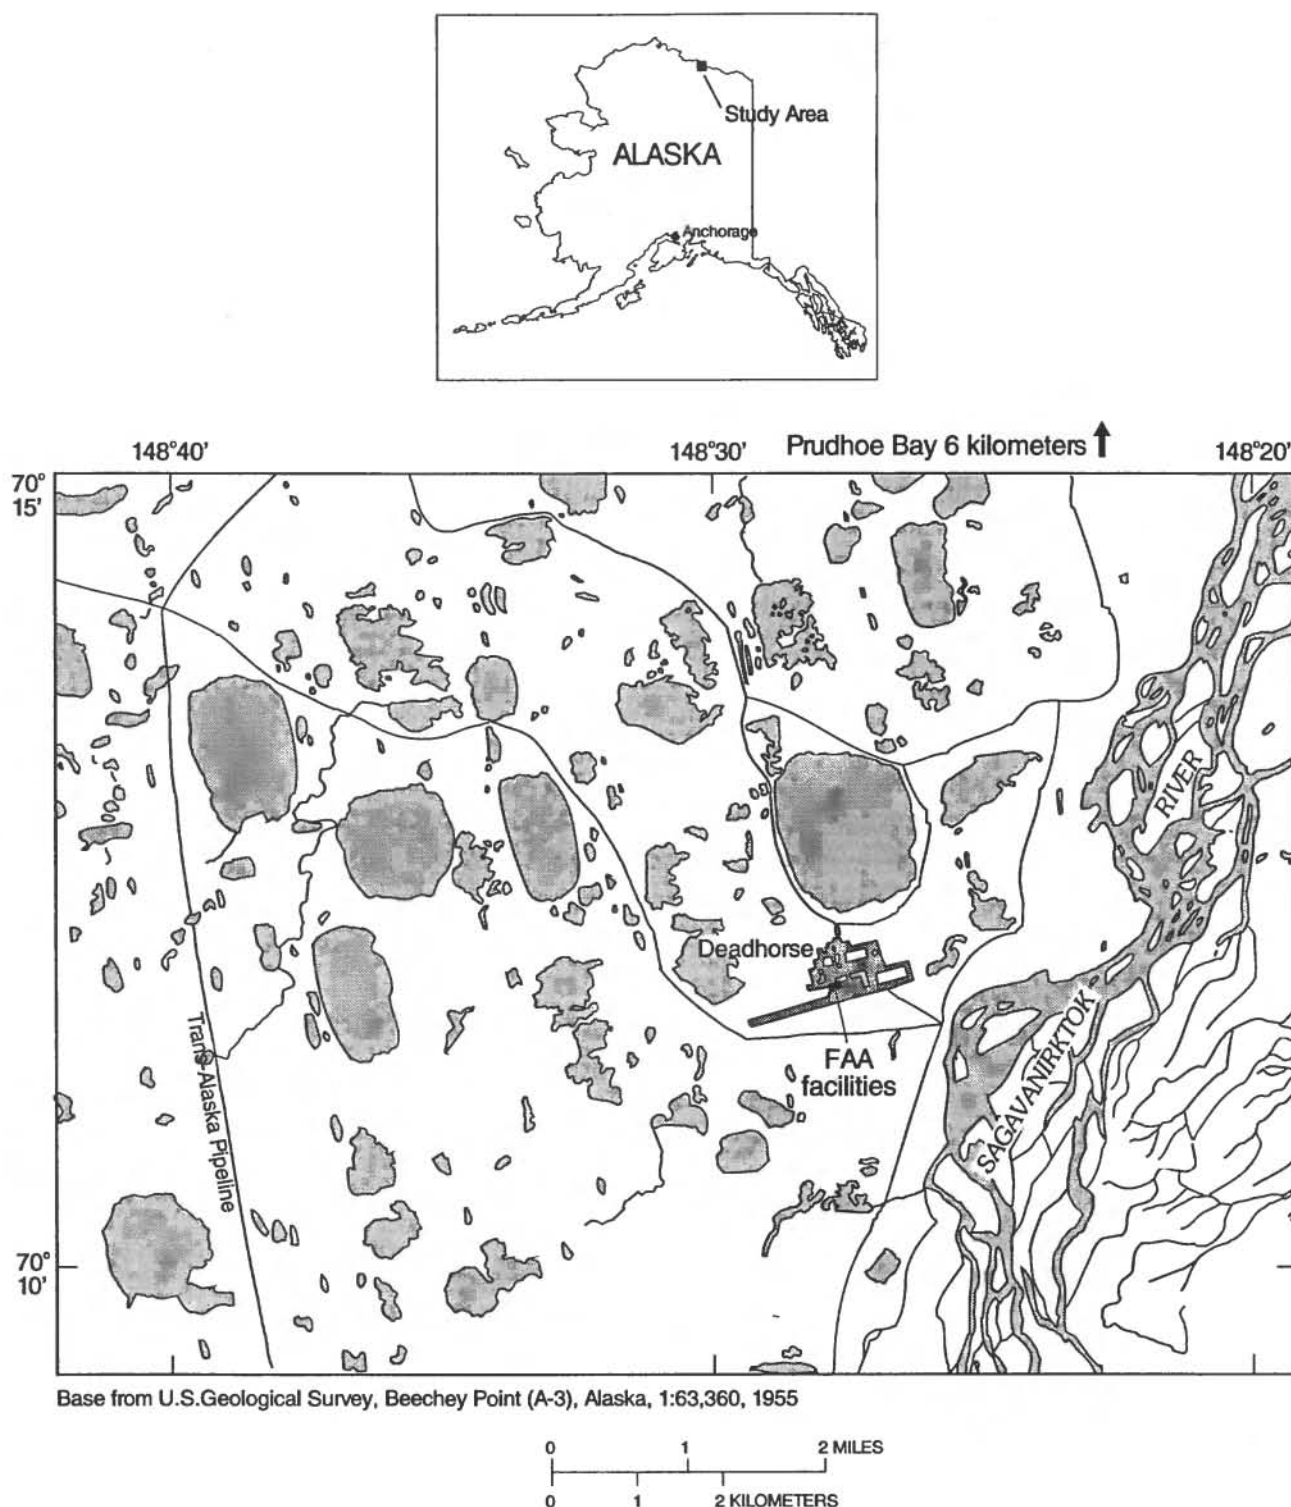 Study Area
ALASKA
Anchorage
148°40' 148°30' Prudhoe Bay 6 kilometers 148°20'
70°
15'
RIVER
Deadhorse
SAGAVANIRKTOK
Trans-Alaska Pipeline
FAA
facilities
70°
10'
Base from U.S.Geological Survey, Beechey Point (A-3), Alaska, 1:63,360, 1955
0 1 2 MILES
0 1 2 KILOMETERS